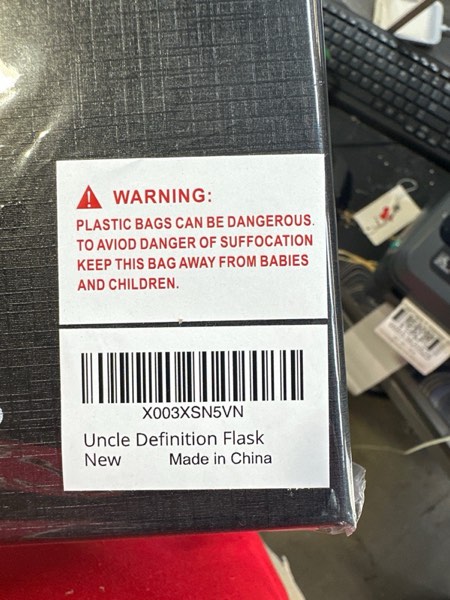 WARNING:
PLASTIC BAGS CAN BE DANGEROUS.
TO AVIOD DANGER OF SUFFOCATION
KEEP THIS BAG AWAY FROM BABIES
AND CHILDREN.
X003XSN5VN
Uncle Definition Flask
New Made in China